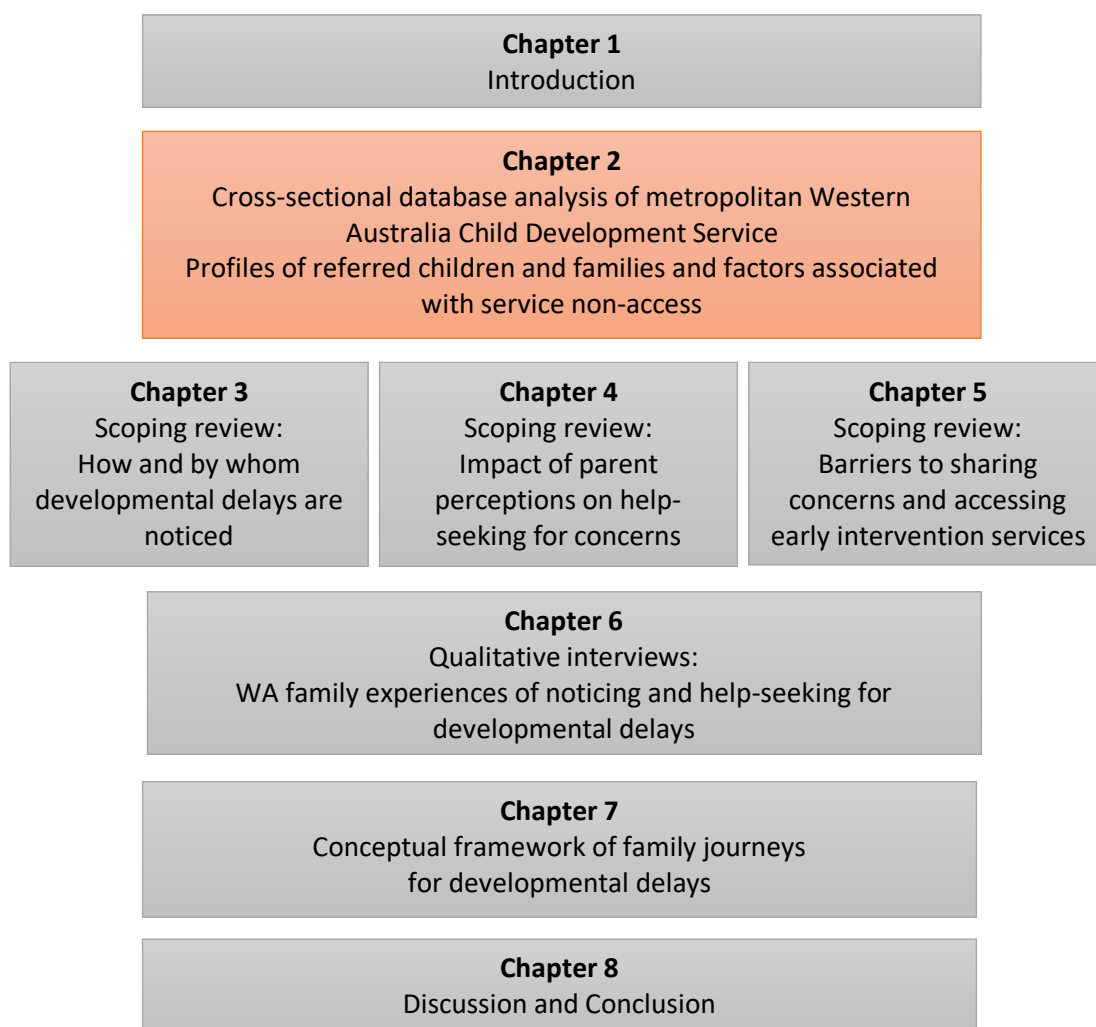 Chapter 1
Introduction
Chapter 2
Cross-sectional database analysis of metropolitan Western
Australia Child Development Service
Profiles of referred children and families and factors associated
with service non-access
Chapter 3
Scoping review:
How and by whom
developmental delays are
noticed
Chapter 4
Scoping review:
Impact of parent
perceptions on help-
seeking for concerns
Chapter 5
Scoping review:
Barriers to sharing
concerns and accessing
early intervention services
Chapter 6
Qualitative interviews:
WA family experiences of noticing and help-seeking for
developmental delays
Chapter 7
Conceptual framework of family journeys
for developmental delays
Chapter 8
Discussion and Conclusion